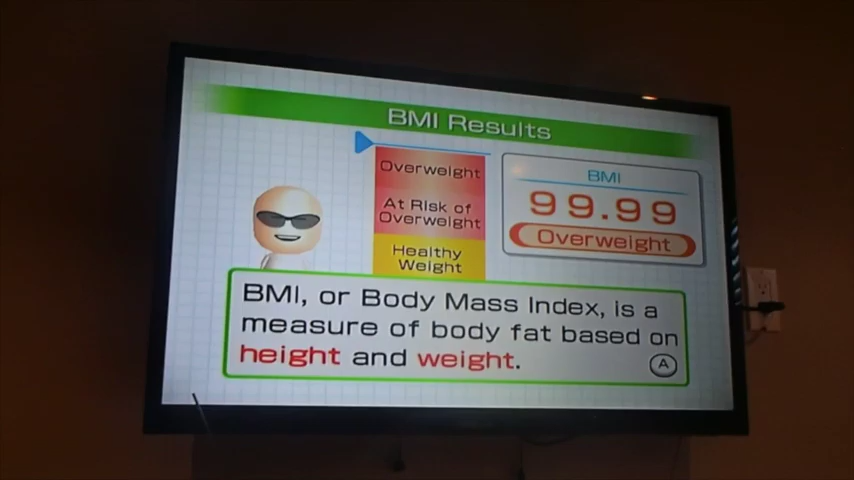 BMI Results
Overweight
At Risk of
Overweight
Healthy
Weight
BMI
99.99
Overweight
BMI, or Body Mass Index, is a
measure of body fat based on
height and weight.
A